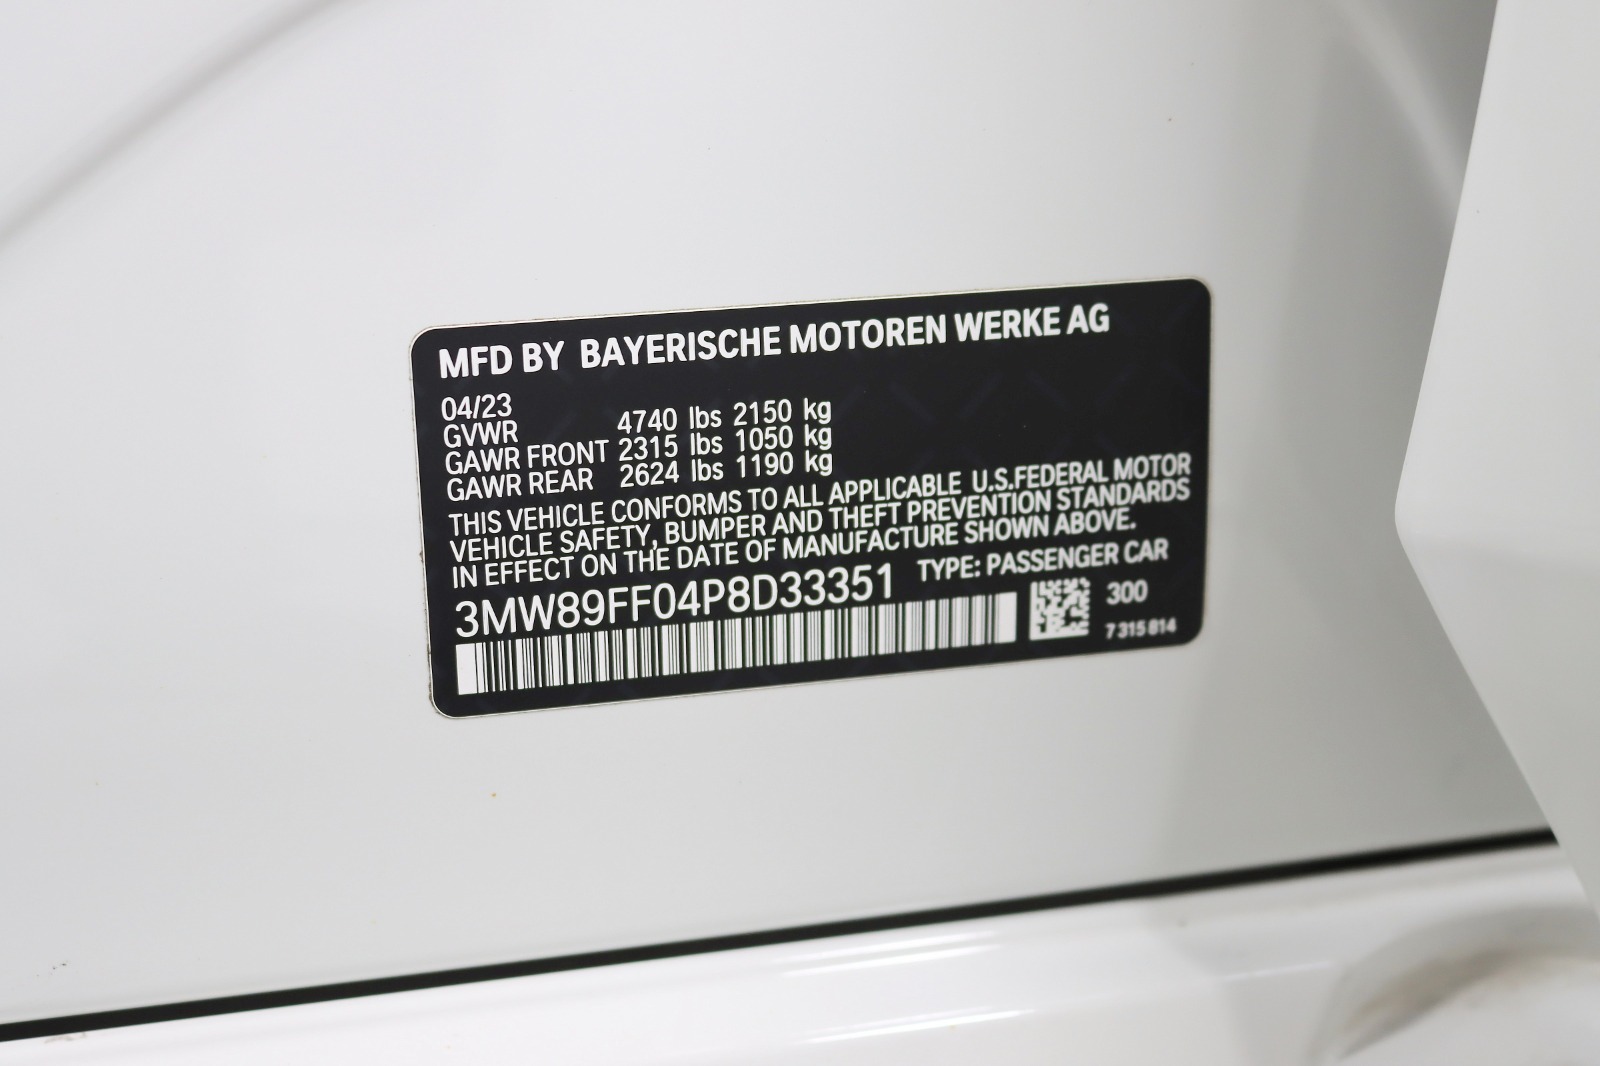 MFD BY BAYERISCHE MOTOREN WERKE AG
04/23
GVWR 4740 lbs 2150 kg
GAWR FRONT 2315 lbs 1050 kg
GAWR REAR 2624 lbs 1190 kg
THIS VEHICLE CONFORMS TO ALL APPLICABLE U.S.FEDERAL MOTOR
VEHICLE SAFETY, BUMPER AND THEFT PREVENTION STANDARDS
IN EFFECT ON THE DATE OF MANUFACTURE SHOWN ABOVE.
3MW89FF04P8D33351 TYPE: PASSENGER CAR
300
7 315 814